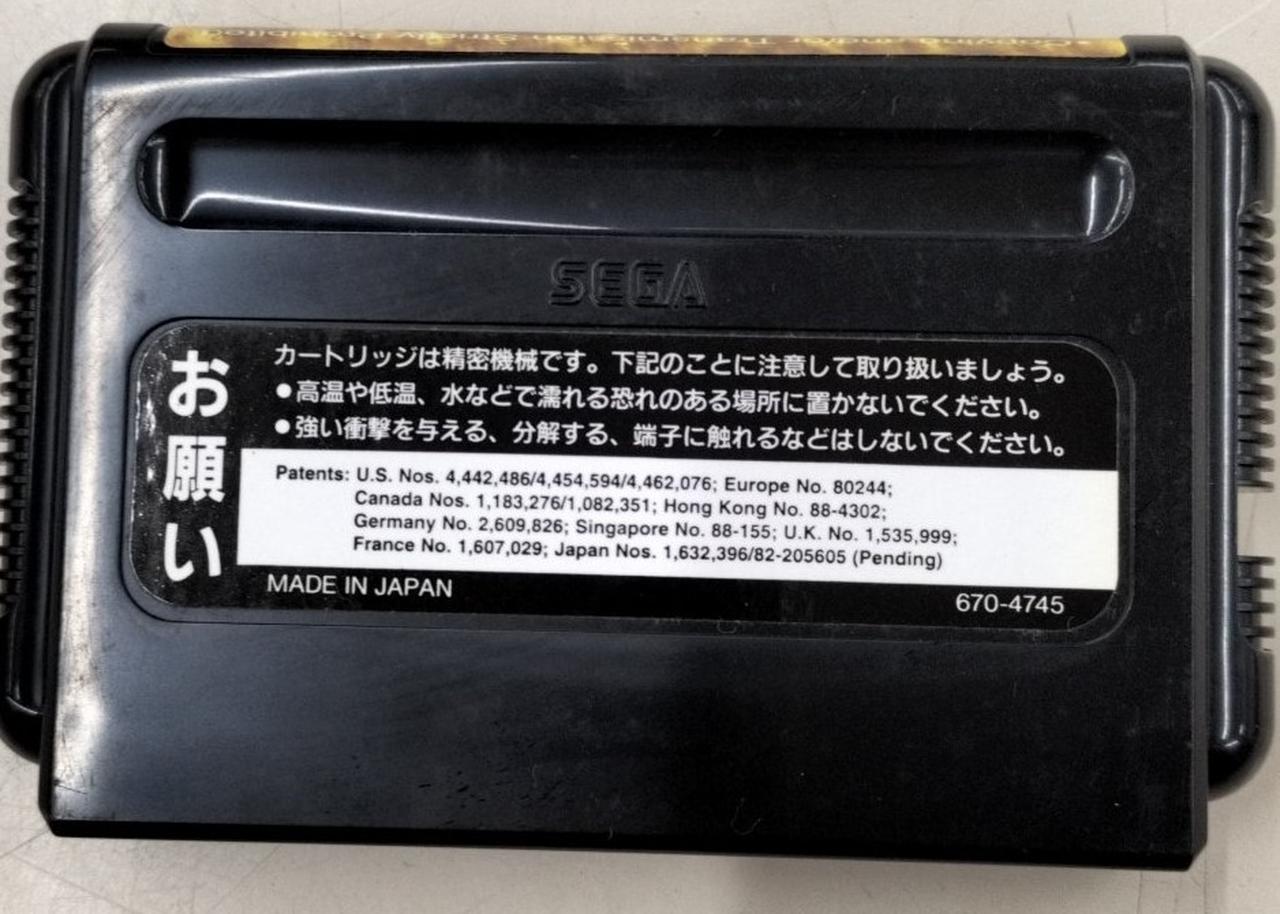 Copying and/or Transmission Strictly Prohibited
SEGA
お願い
カートリッジは精密機械です。下記のことに注意して取り扱いましょう。
●高温や低温、水などで濡れる恐れのある場所に置かないでください。
●強い衝撃を与える、分解する、端子に触れるなどはしないでください。
Patents: U.S. Nos. 4,442,486/4,454,594/4,462,076; Europe No. 80244;
Canada Nos. 1,183,276/1,082,351; Hong Kong No. 88-4302;
Germany No. 2,609,826; Singapore No. 88-155; U.K. No. 1,535,999;
France No. 1,607,029; Japan Nos. 1,632,396/82-205605 (Pending)
MADE IN JAPAN
670-4745